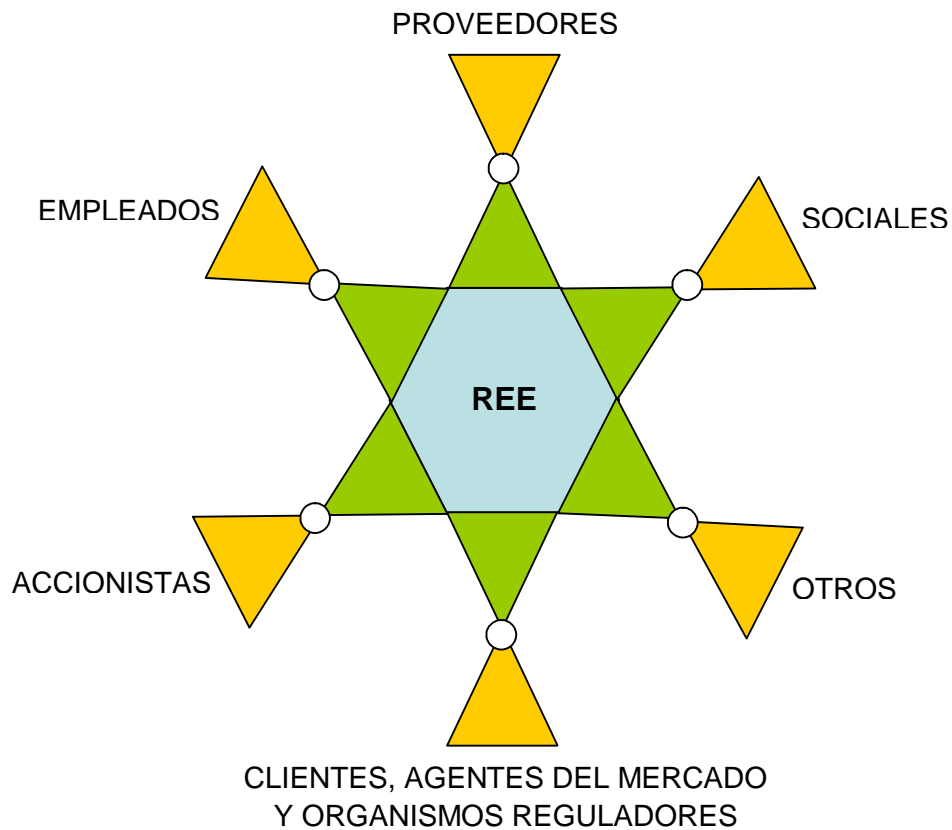 PROVEEDORES
EMPLEADOS
SOCIALES
REE
ACCIONISTAS
OTROS
CLIENTES, AGENTES DEL MERCADO
Y ORGANISMOS REGULADORES